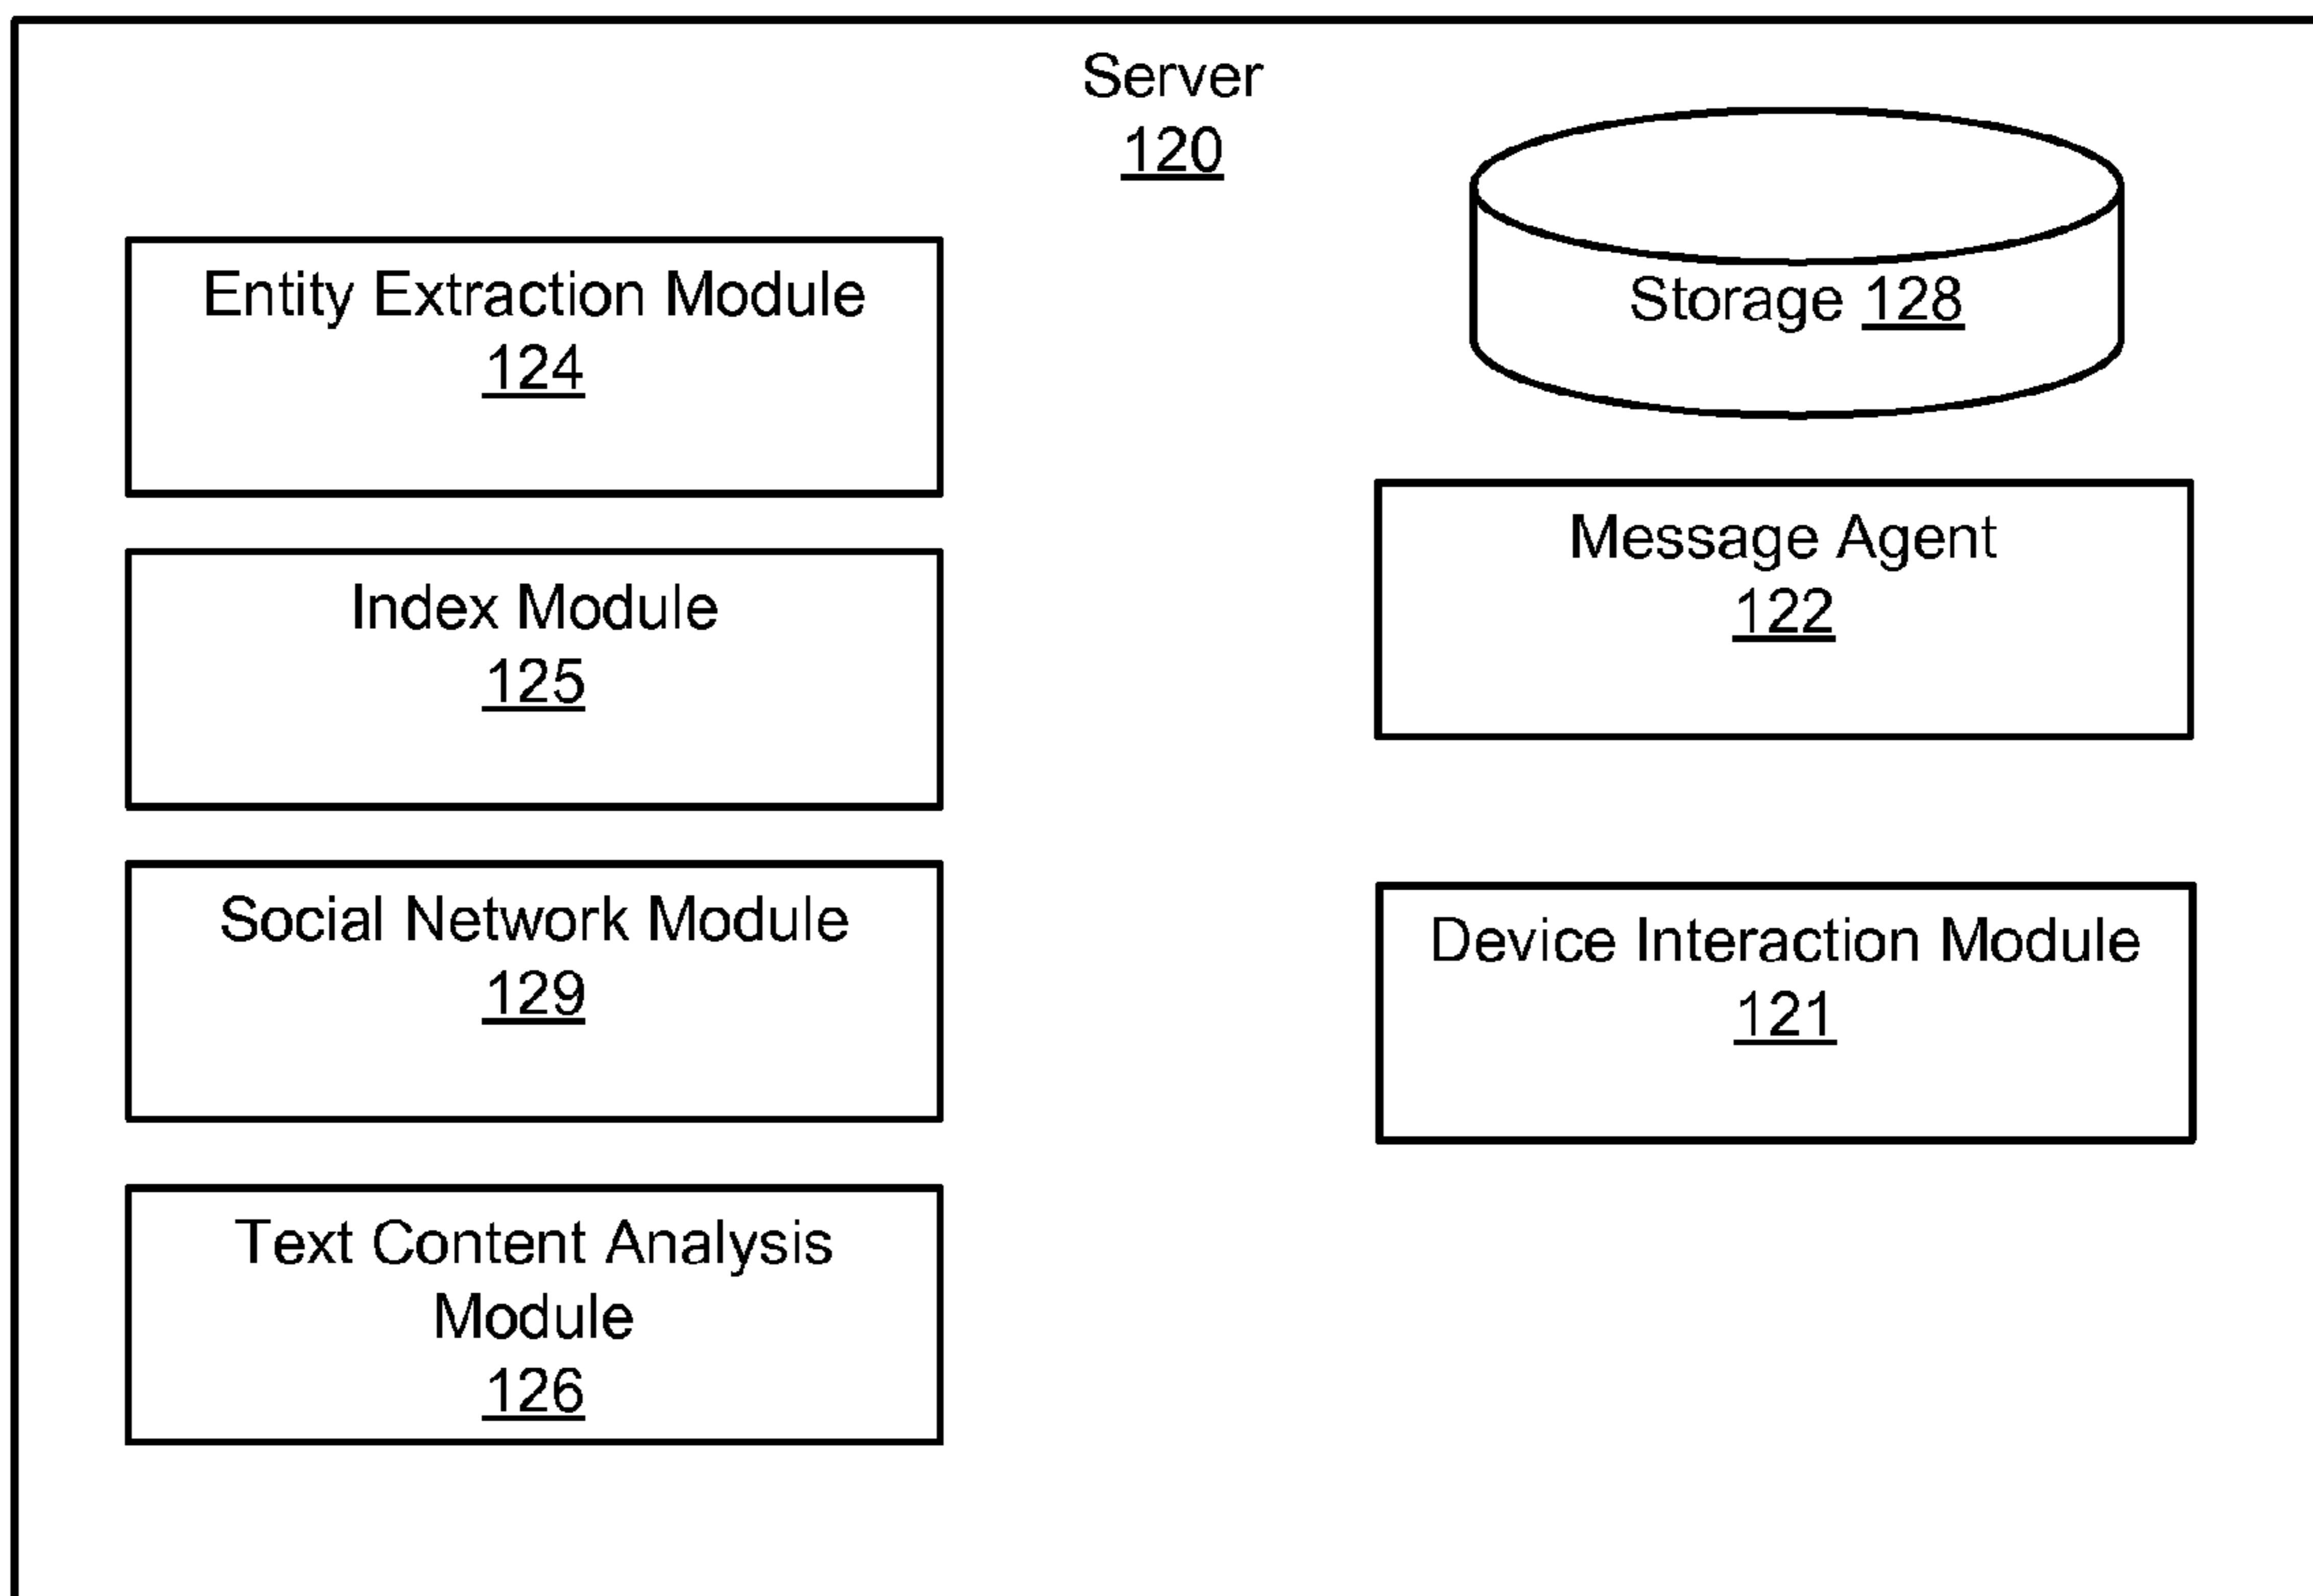 Server
120
Entity Extraction Module
124
Storage 128
Index Module
125
Message Agent
122
Social Network Module
129
Device Interaction Module
121
Text Content Analysis
Module
126